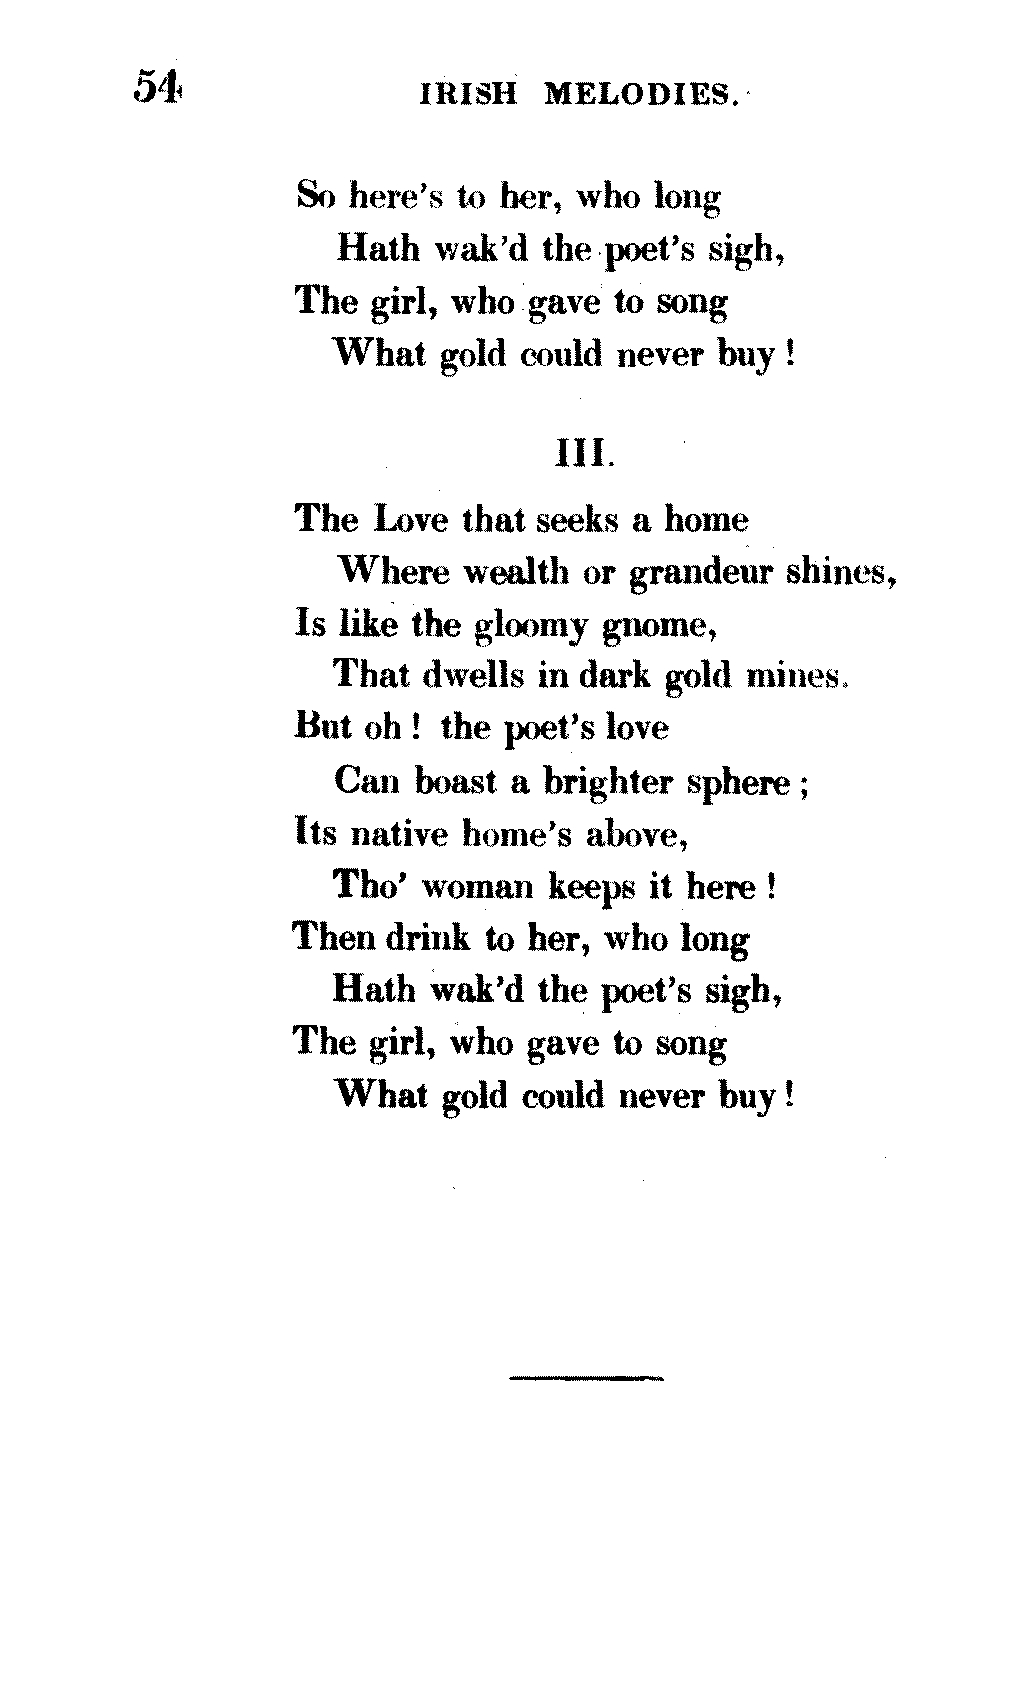 54 IRISH MELODIES.
So here's to her, who long
Hath wak'd the poet's sigh,
The girl, who gave to song
What gold could never buy !
III.
The Love that seeks a home
Where wealth or grandeur shines,
Is like the gloomy gnome,
That dwells in dark gold mines.
But oh ! the poet's love
Can boast a brighter sphere ;
Its native home's above,
Tho' woman keeps it here !
Then drink to her, who long
Hath wak'd the poet's sigh,
The girl, who gave to song
What gold could never buy !